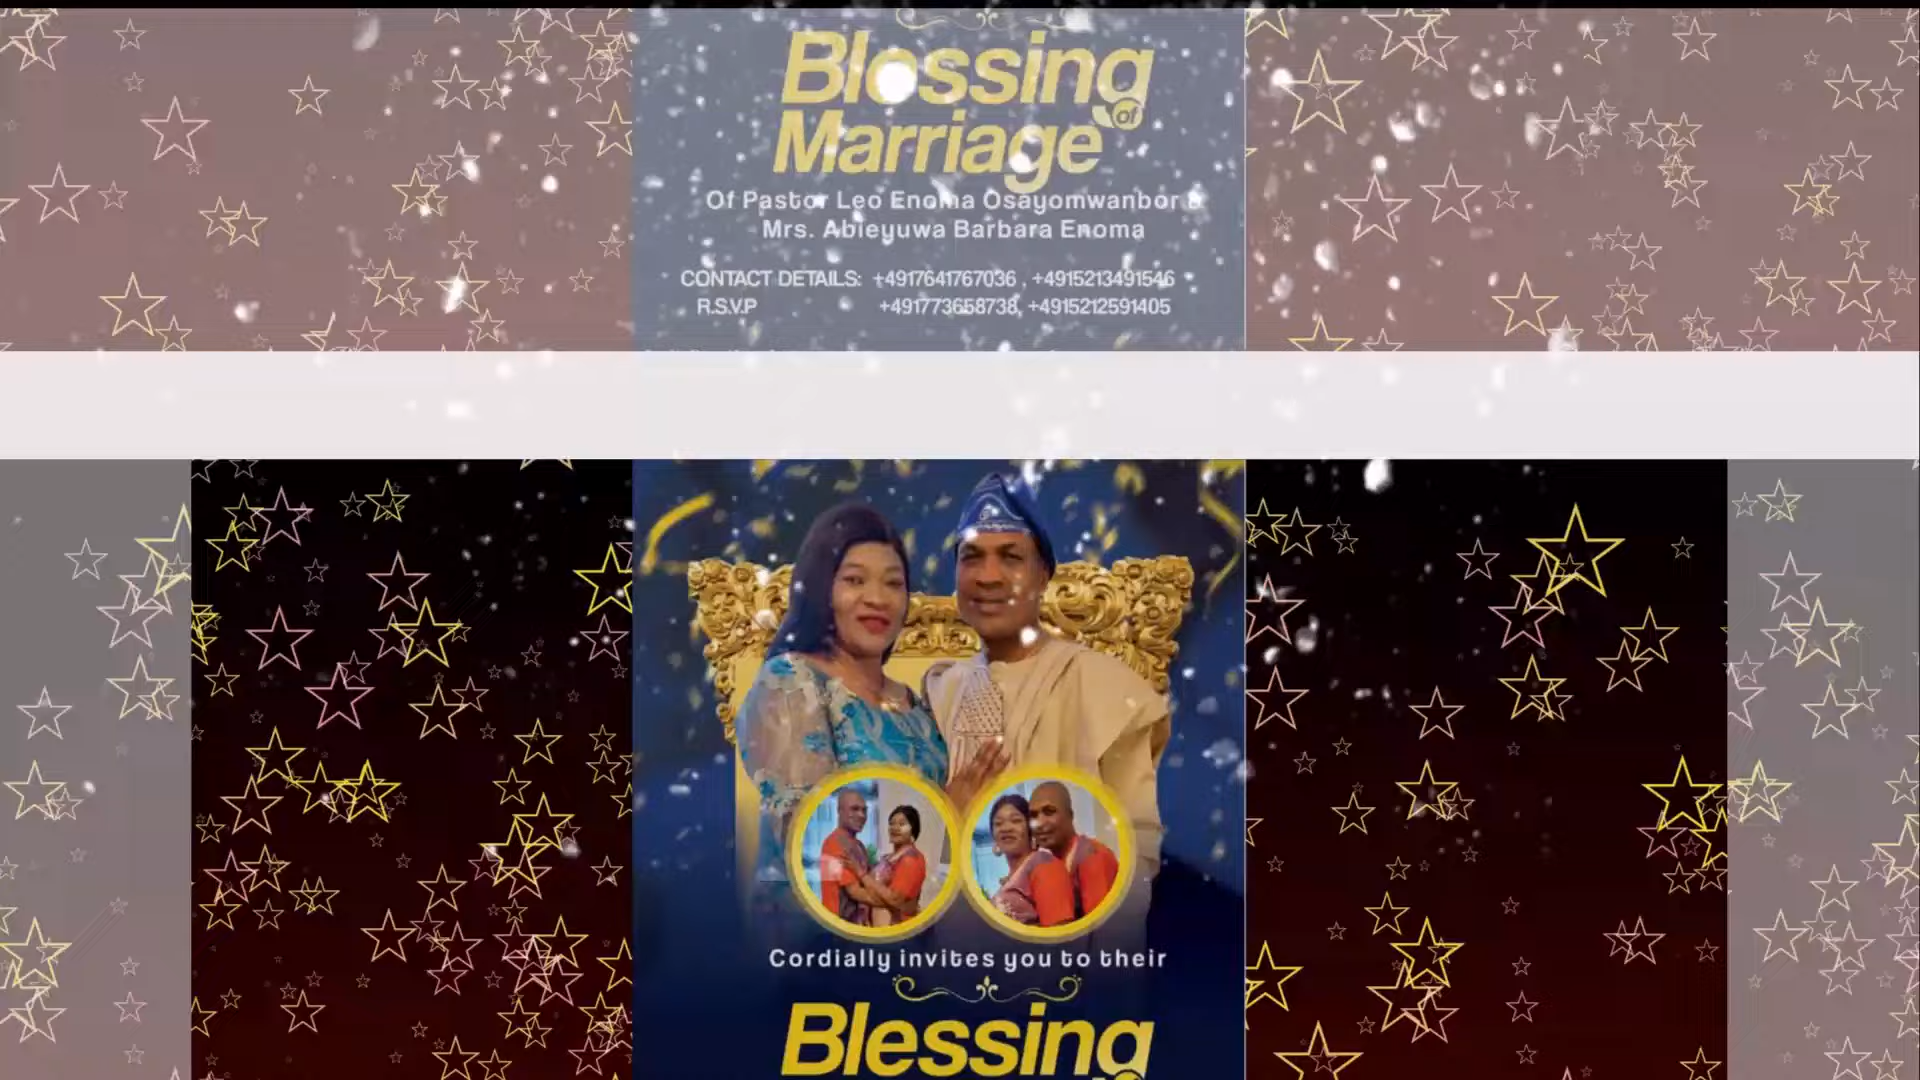 Blessing
of
Marriage
Of Pastor Leo Enoma Osayomwanbor &
Mrs. Abieyuwa Barbara Enoma
CONTACT DETAILS: +4917641767036 , +4915213491546
R.S.V.P +491773658738, +4915212591405
Cordially invites you to their
Blessing